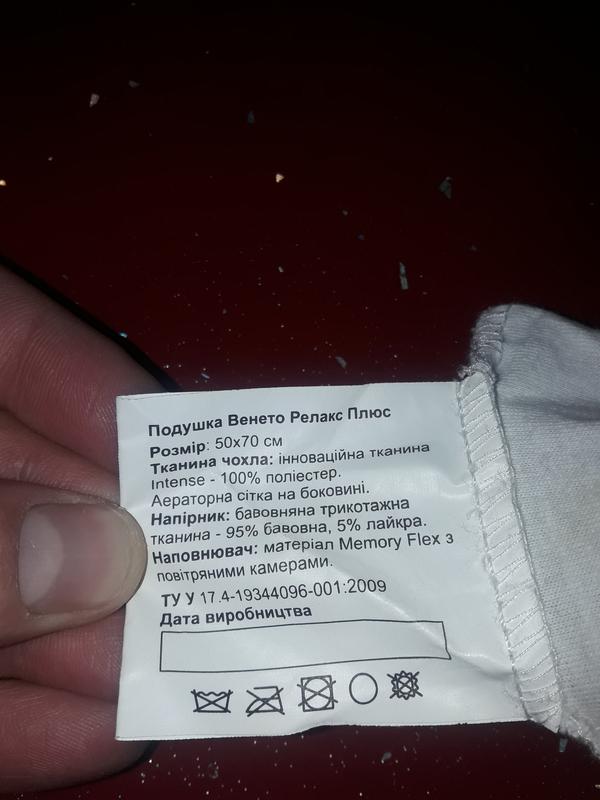 Подушка Венето Релакс Плюс
Розмір: 50x70 см
Тканина чохла: інноваційна тканина
Intense - 100% поліестер.
Аераторна сітка на боковині.
Напірник: бавовняна трикотажна
тканина - 95% бавовна, 5% лайкра.
Наповнювач: матеріал Memory Flex з
повітряними камерами.
ТУ У 17.4-19344096-001:2009
Дата виробництва